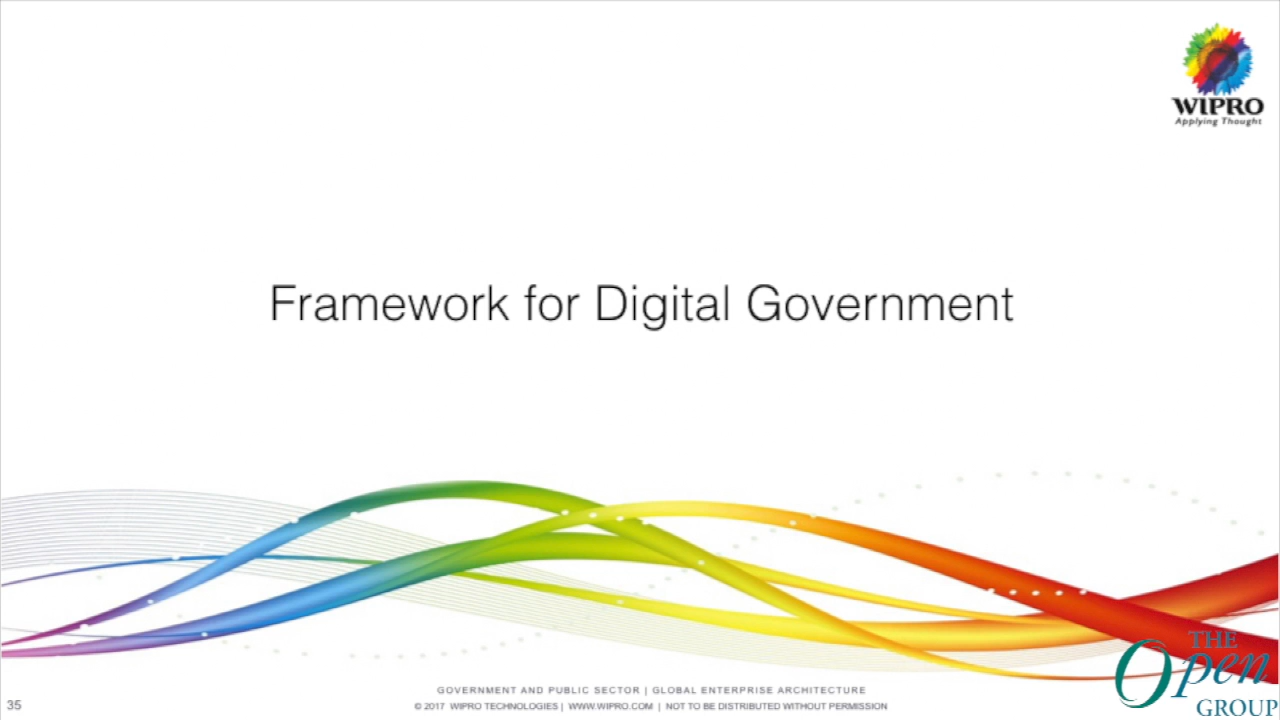 WIPRO
Applying Thought
Framework for Digital Government
GOVERNMENT AND PUBLIC SECTOR | GLOBAL ENTERPRISE ARCHITECTURE
35
© 2017 WIPRO TECHNOLOGIES | WWW.WIPRO.COM | NOT TO BE DISTRIBUTED WITHOUT PERMISSION
THE
Open
GROUP